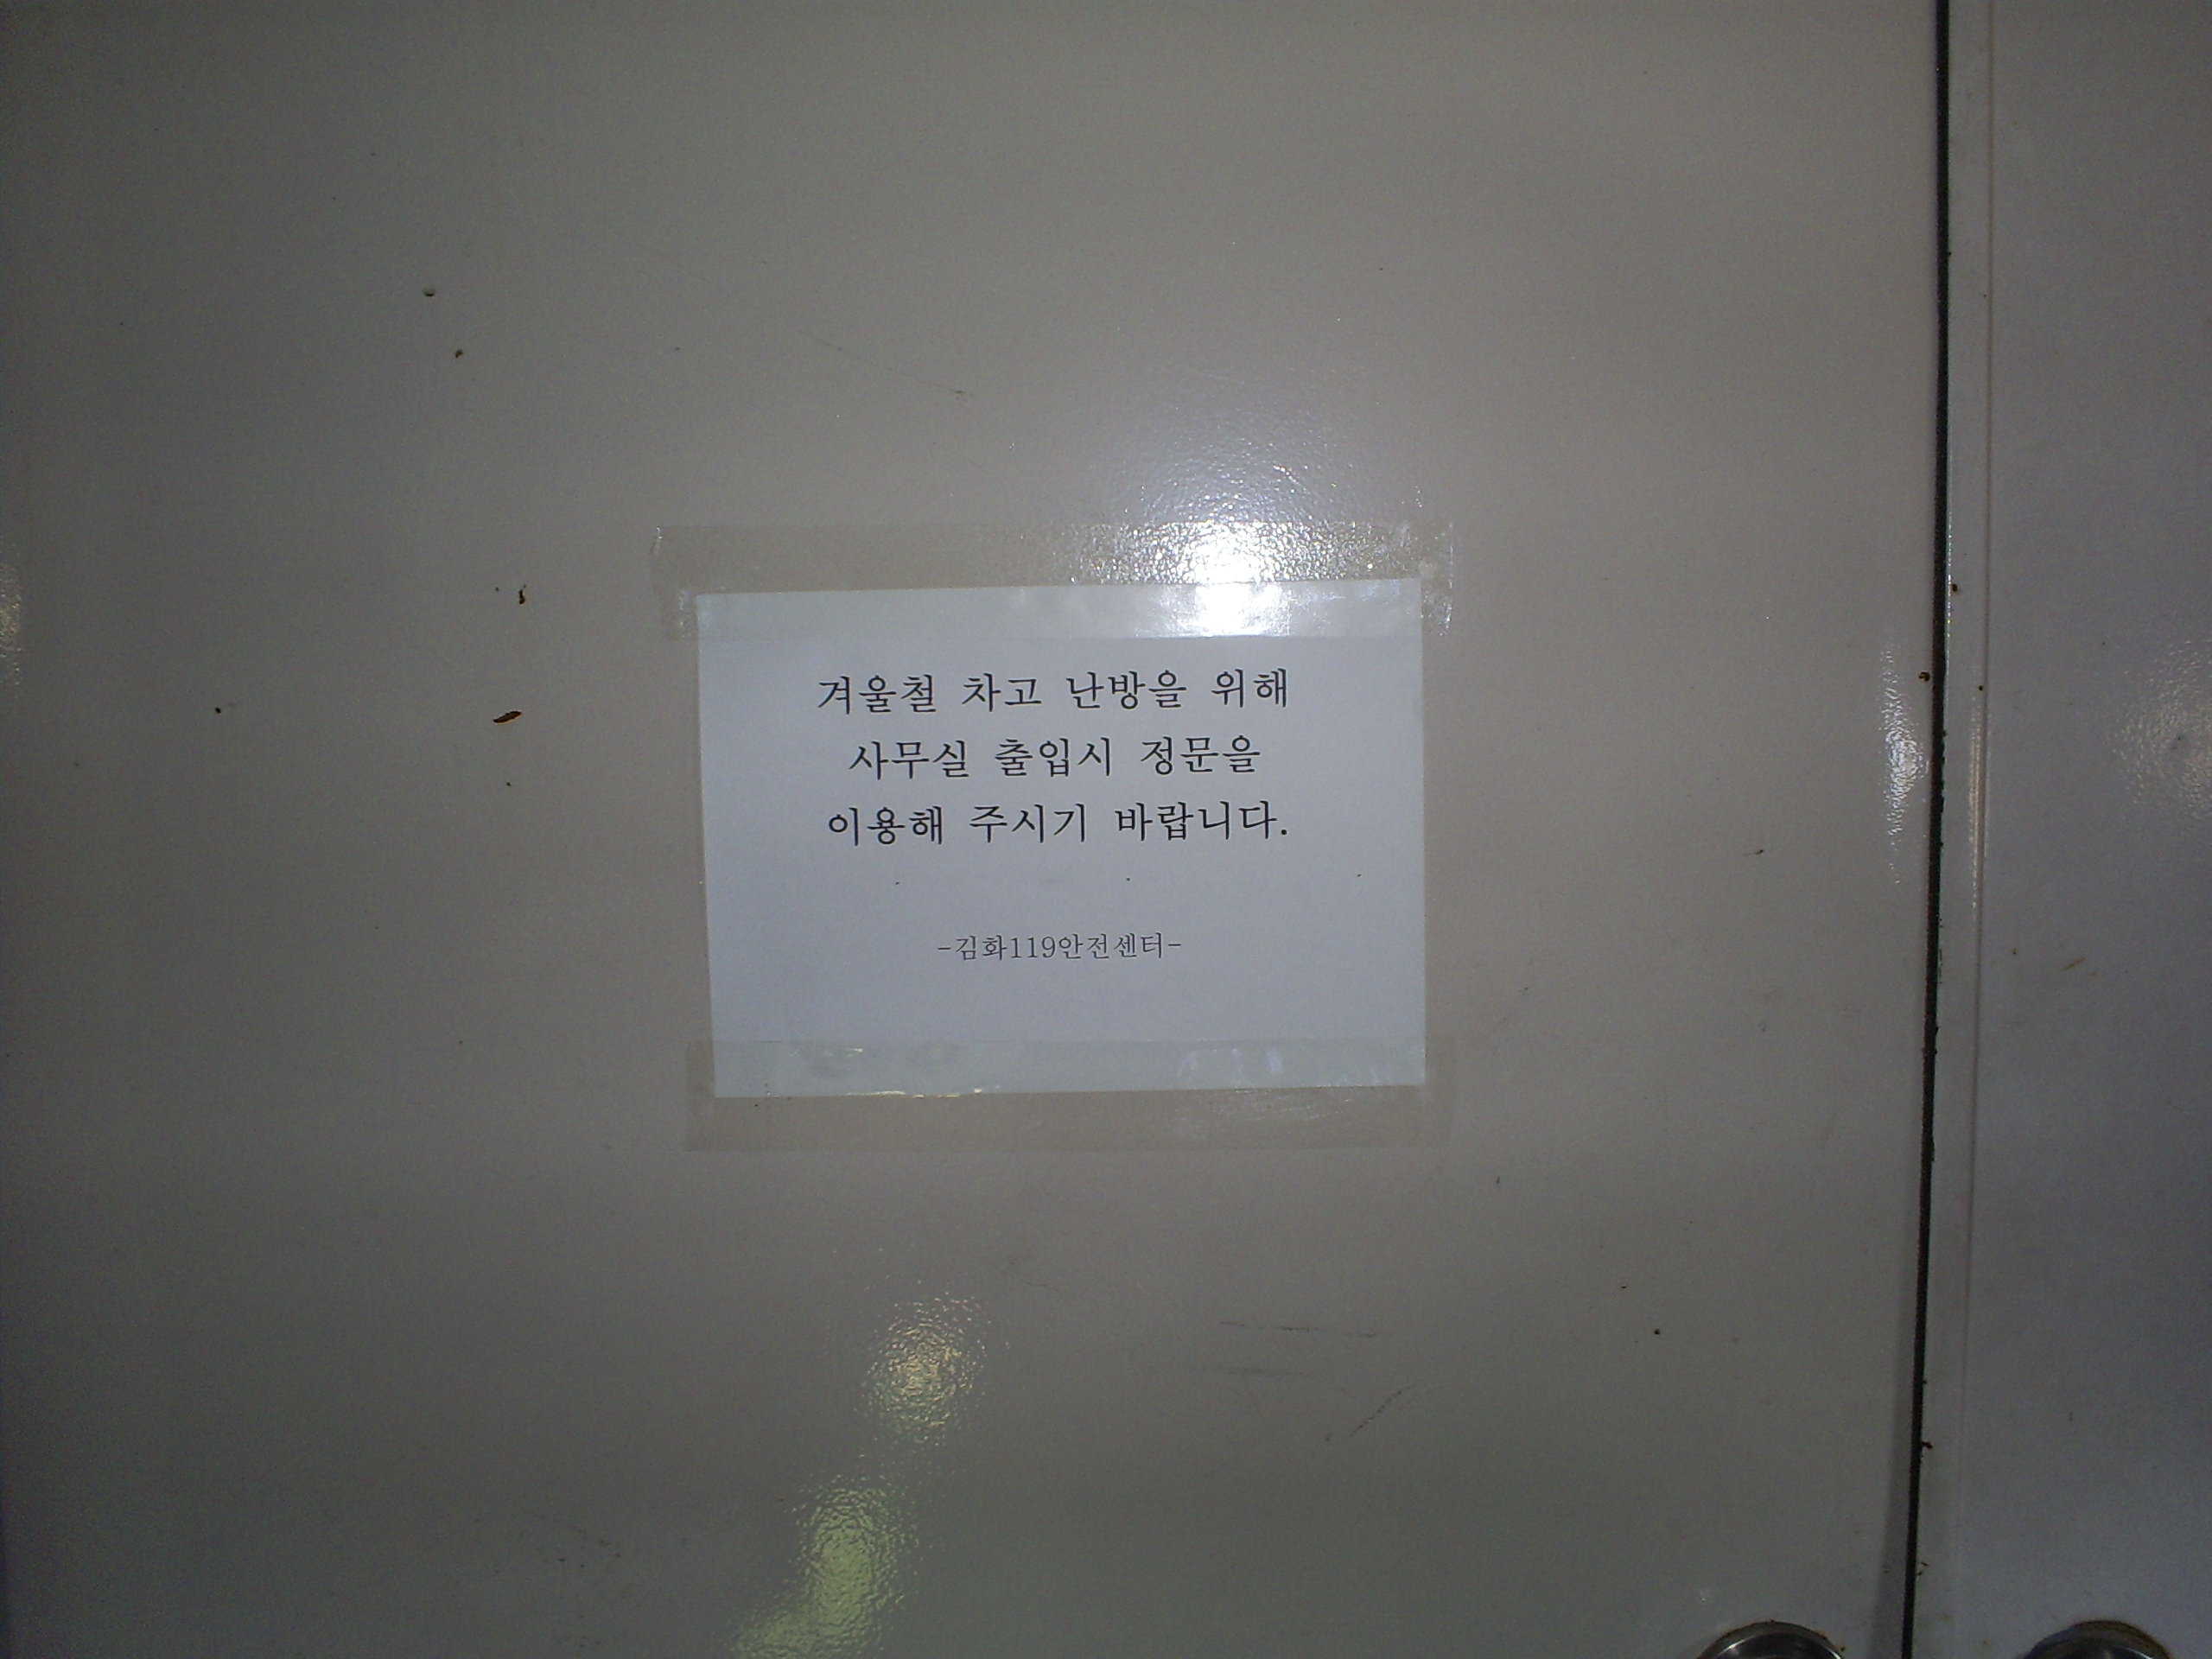 겨울철 차고 난방을 위해
사무실 출입시 정문을
이용해 주시기 바랍니다.
-김화119안전센터-